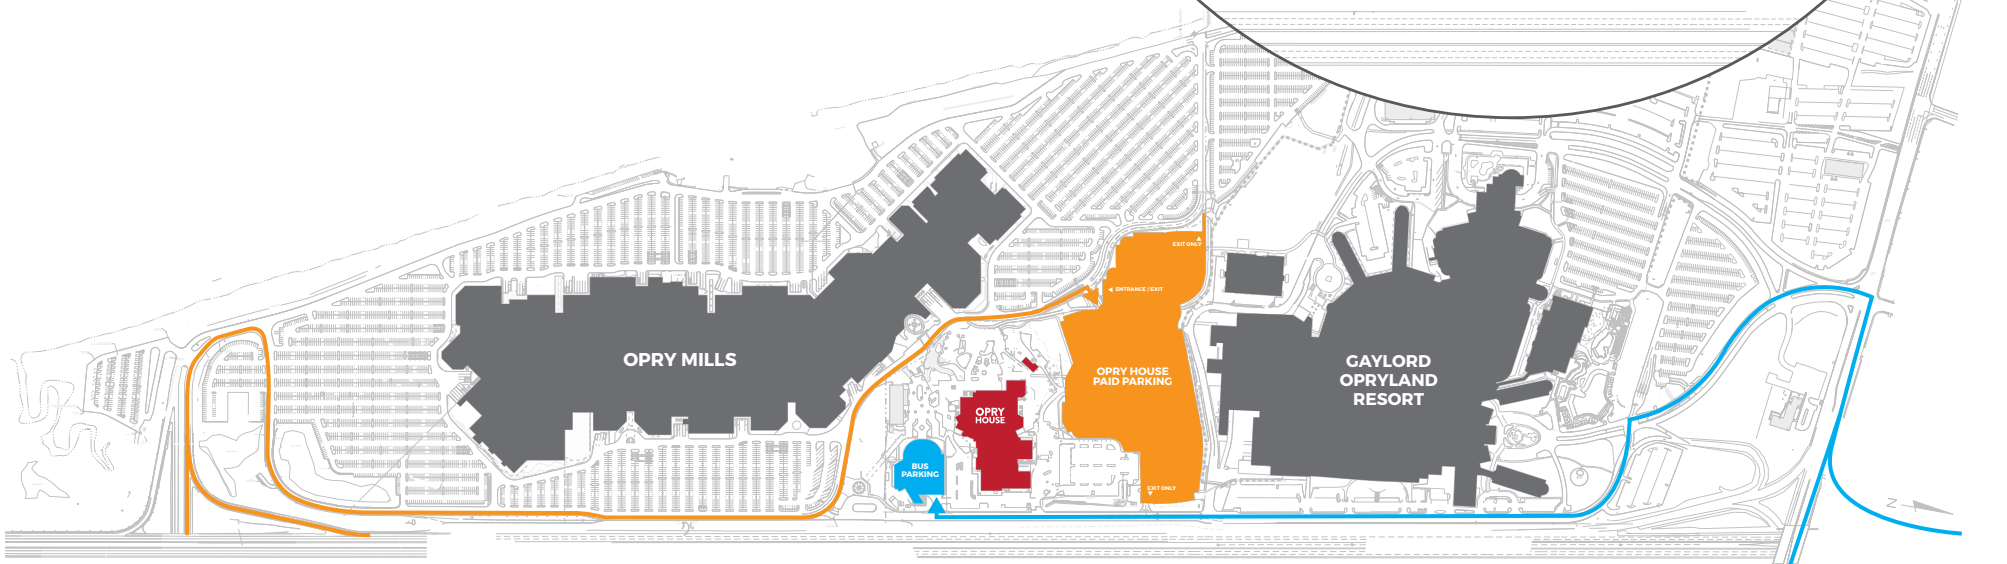 EXIT ONLY
ENTRANCE / EXIT
OPRY MILLS
GAYLORD
OPRYLAND
RESORT
OPRY HOUSE
PAID PARKING
OPRY
HOUSE
BUS
PARKING
EXIT ONLY
N